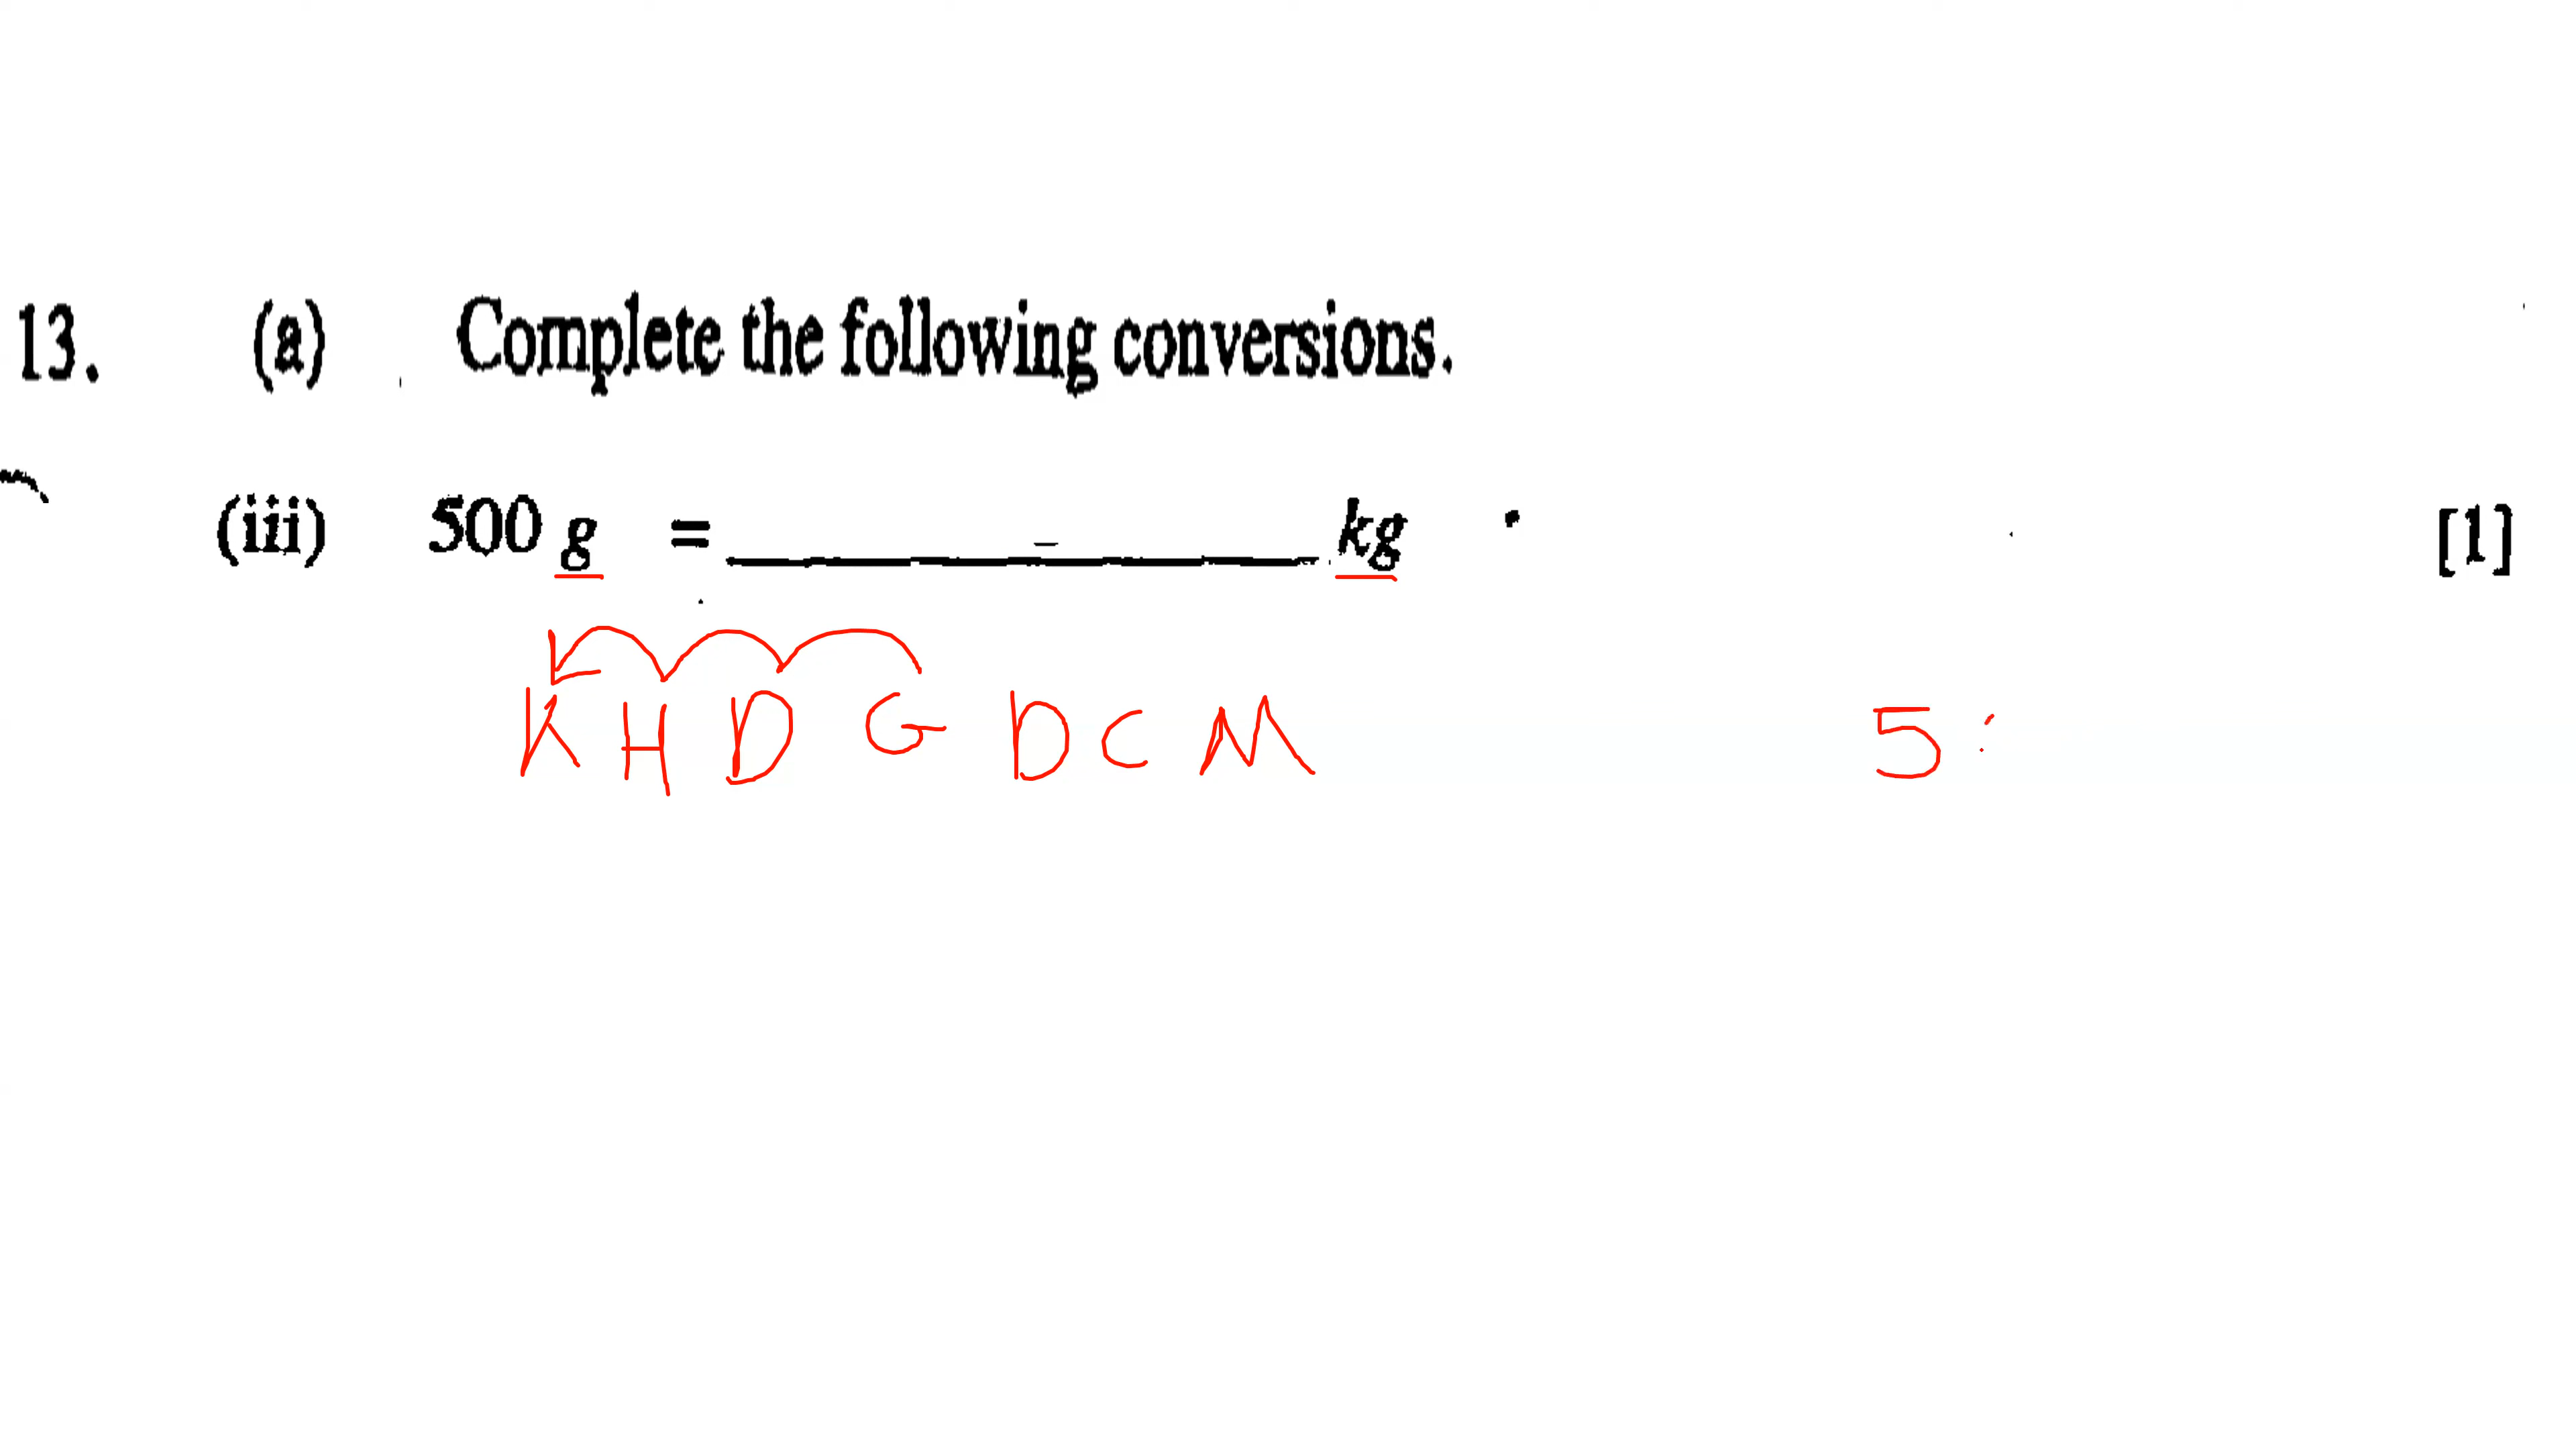 13. (a) Complete the following conversions.
(iii) 500 g = ____________ kg [1]
K H D G D C M 5